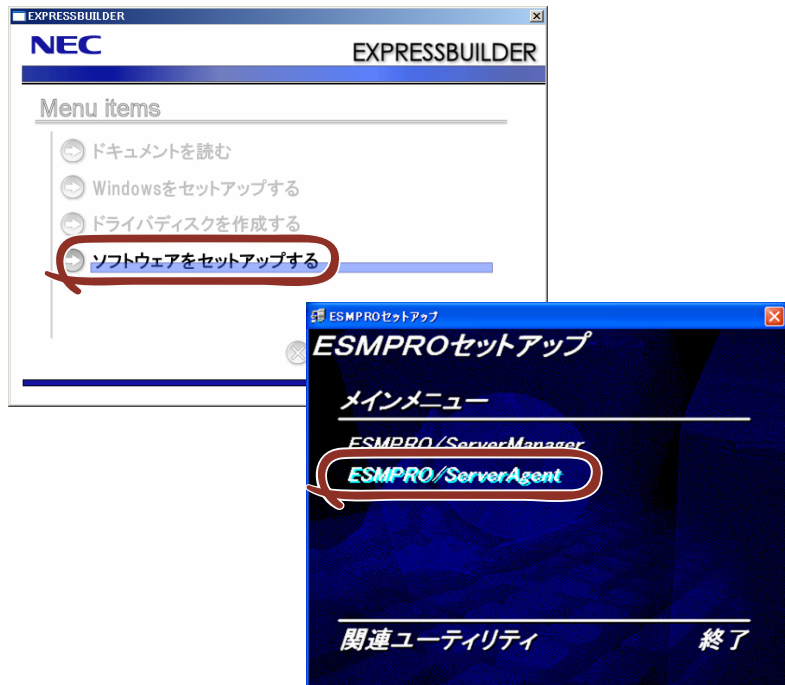 EXPRESSBUILDER
NEC
EXPRESSBUILDER
Menu items
ドキュメントを読む
Windowsをセットアップする
ドライバディスクを作成する
ソフトウェアをセットアップする
ESMPROセットアップ
ESMPROセットアップ
メインメニュー
ESMPRO/ServerManager
ESMPRO/ServerAgent
関連ユーティリティ
終了